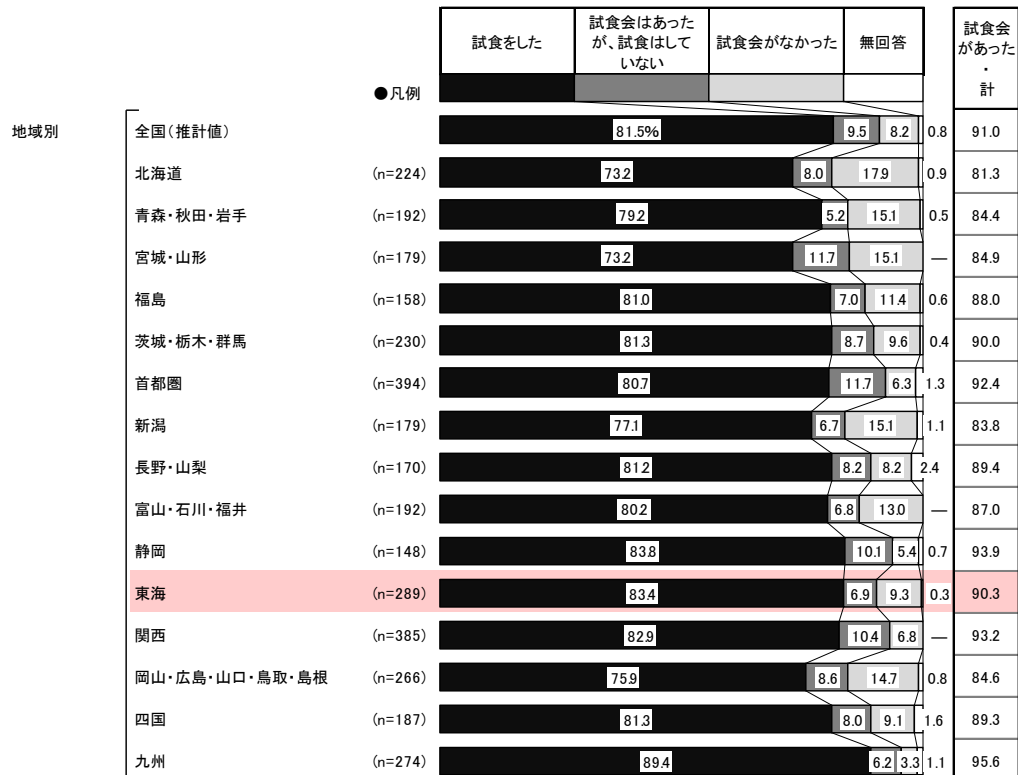 試食をした
試食会はあった
が、試食はして
いない
試食会がなかった
無回答
試食会
があった
・
計
●凡例
地域別
全国(推計値) 81.5% 9.5 8.2 0.8 91.0
北海道 (n=224) 73.2 8.0 17.9 0.9 81.3
青森・秋田・岩手 (n=192) 79.2 5.2 15.1 0.5 84.4
宮城・山形 (n=179) 73.2 11.7 15.1 — 84.9
福島 (n=158) 81.0 7.0 11.4 0.6 88.0
茨城・栃木・群馬 (n=230) 81.3 8.7 9.6 0.4 90.0
首都圏 (n=394) 80.7 11.7 6.3 1.3 92.4
新潟 (n=179) 77.1 6.7 15.1 1.1 83.8
長野・山梨 (n=170) 81.2 8.2 8.2 2.4 89.4
富山・石川・福井 (n=192) 80.2 6.8 13.0 — 87.0
静岡 (n=148) 83.8 10.1 5.4 0.7 93.9
東海 (n=289) 83.4 6.9 9.3 0.3 90.3
関西 (n=385) 82.9 10.4 6.8 — 93.2
岡山・広島・山口・鳥取・島根 (n=266) 75.9 8.6 14.7 0.8 84.6
四国 (n=187) 81.3 8.0 9.1 1.6 89.3
九州 (n=274) 89.4 6.2 3.3 1.1 95.6